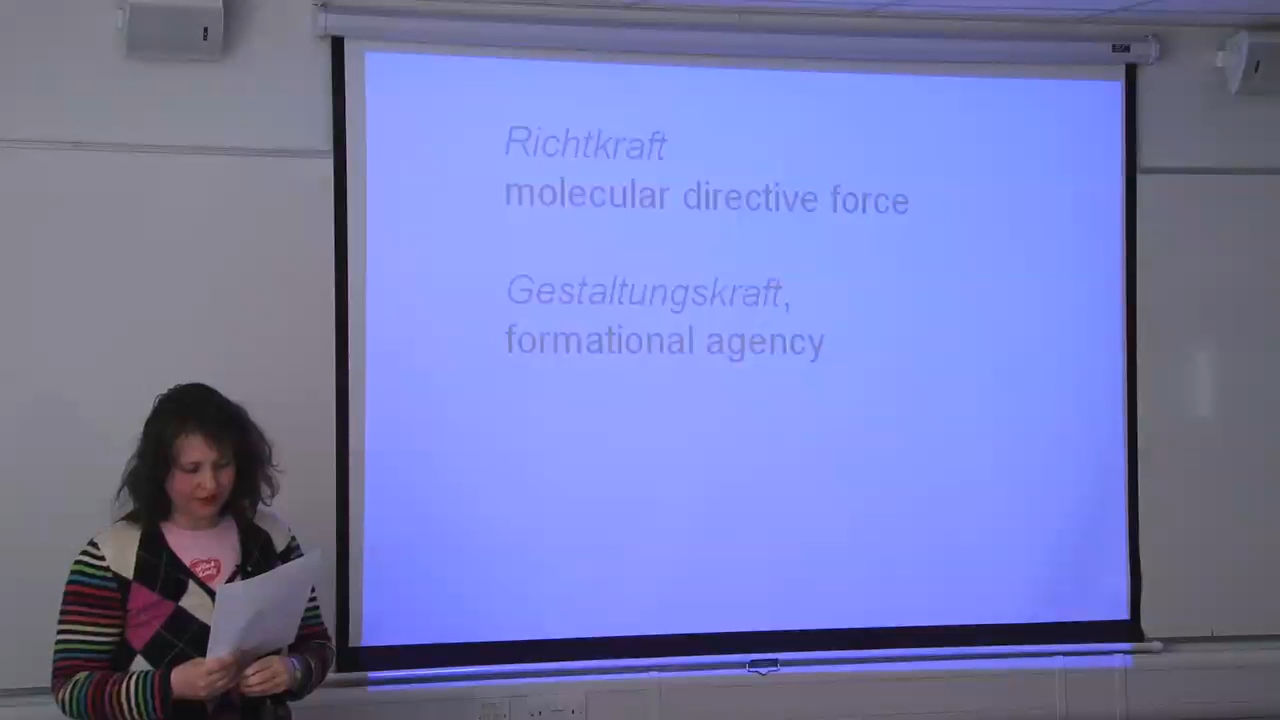 Richtkraft
molecular directive force
Gestaltungskraft,
formational agency